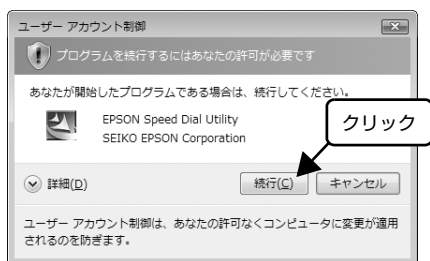 ユーザー アカウント制御
プログラムを続行するにはあなたの許可が必要です
あなたが開始したプログラムである場合は、続行してください。
EPSON Speed Dial Utility
SEIKO EPSON Corporation
クリック
詳細(D)
続行(C)
キャンセル
ユーザー アカウント制御は、あなたの許可なくコンピュータに変更が適用
されるのを防ぎます。